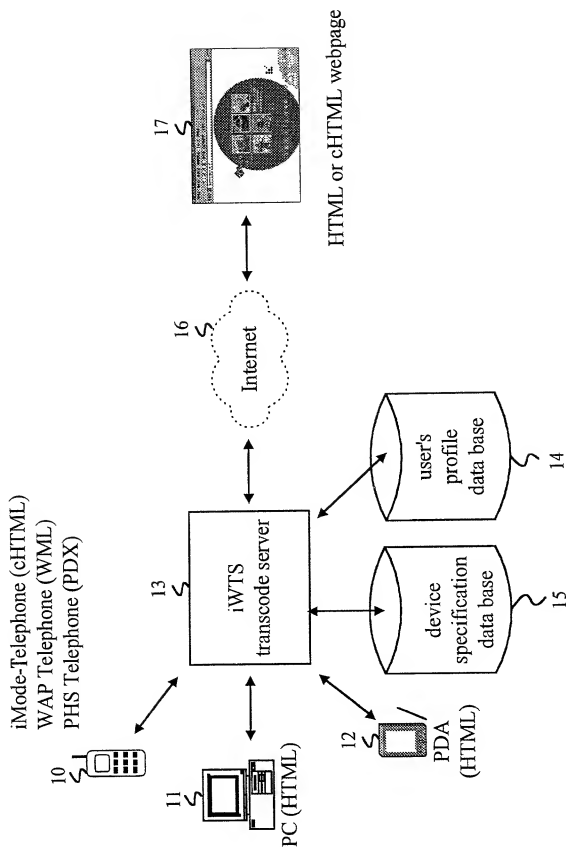 iMode-Telephone (cHTML)
WAP Telephone (WML)
PHS Telephone (PDX)
10
11
PC (HTML)
12
PDA
(HTML)
13
iWTS
transcode server
device
specification
data base
15
user's
profile
data base
14
16
Internet
17
HTML or cHTML webpage